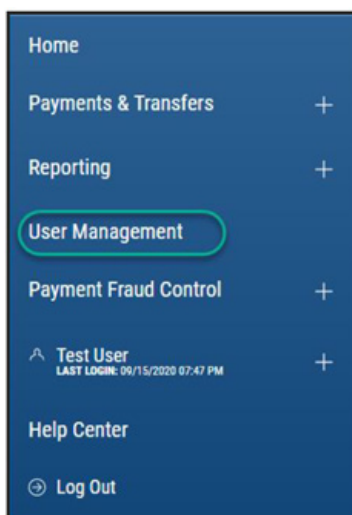 Home
Payments & Transfers
Reporting
User Management
Payment Fraud Control
Test User
LAST LOGIN: 09/15/2020 07:47 PM
Help Center
Log Out